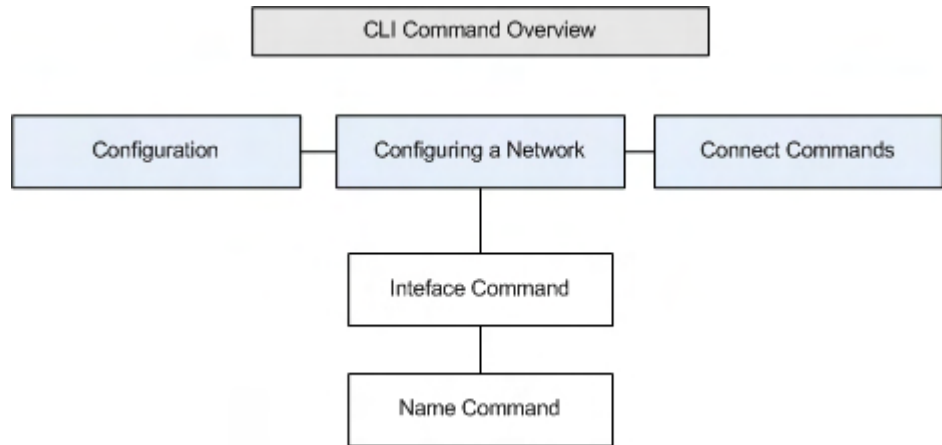 CLI Command Overview
Configuration
Configuring a Network
Connect Commands
Inteface Command
Name Command